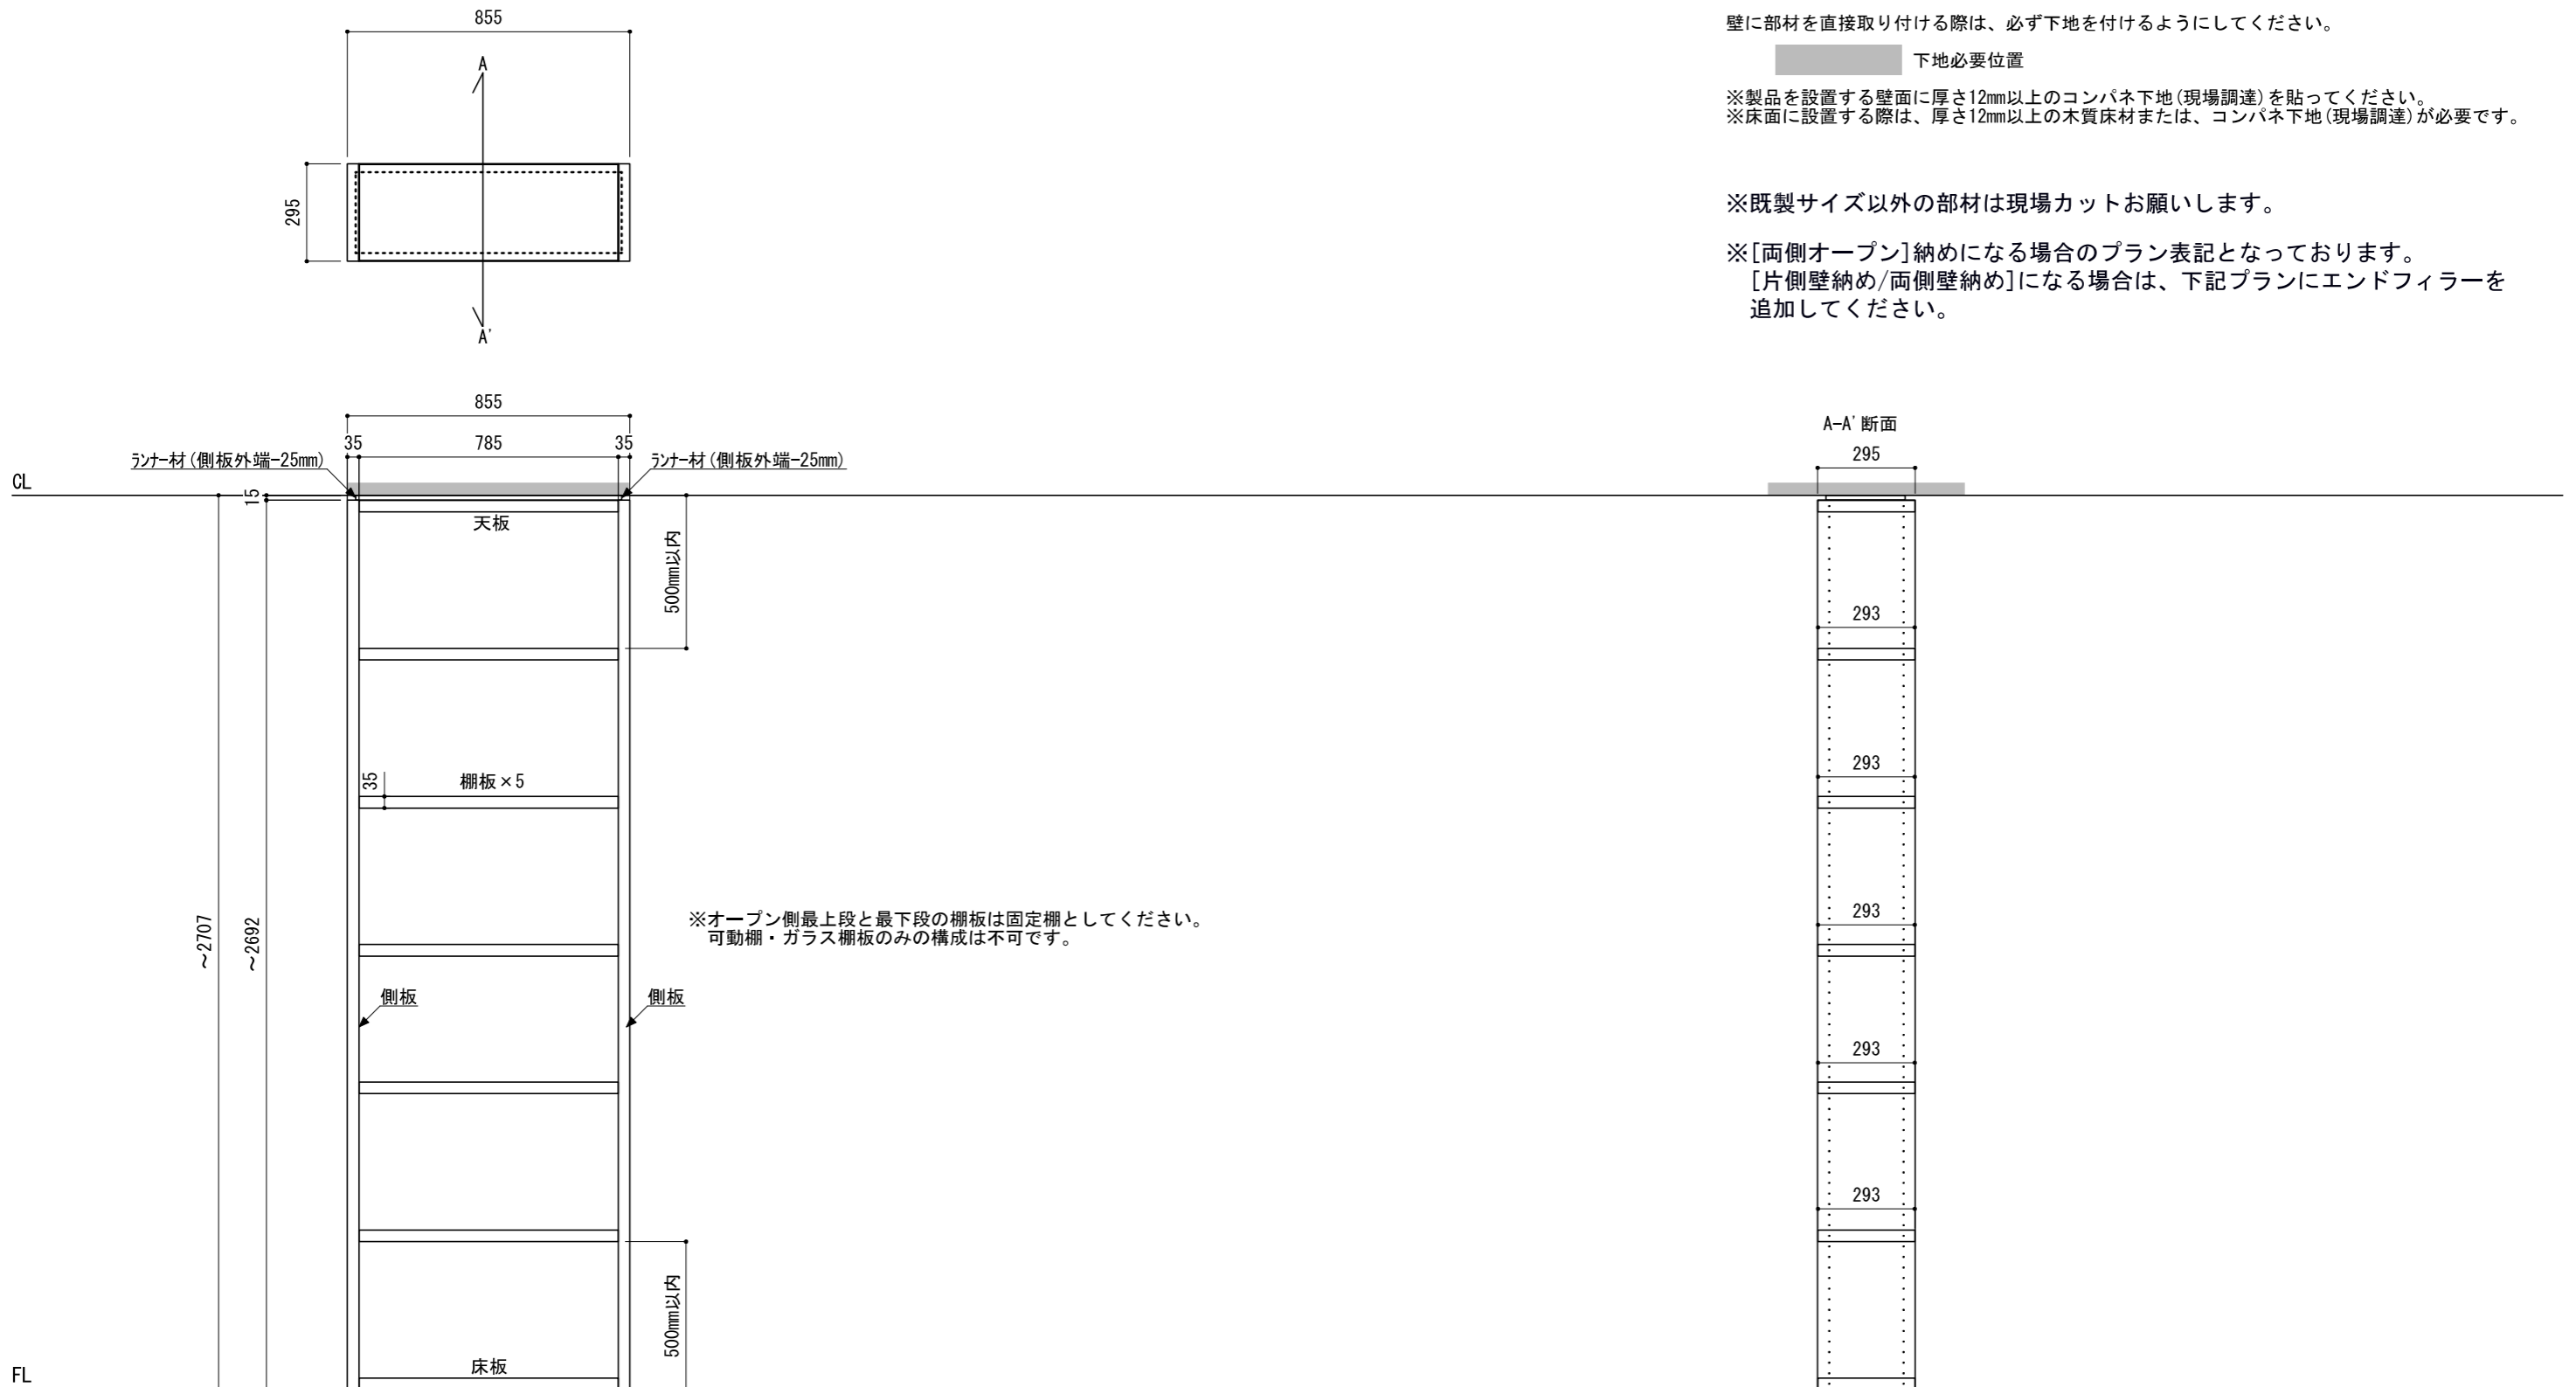 855
A
295
A'
壁に部材を直接取り付ける際は、必ず下地を付けるようにしてください。
下地必要位置
※製品を設置する壁面に厚さ12mm以上のコンパネ下地(現場調達)を貼ってください。
※床面に設置する際は、厚さ12mm以上の木質床材または、コンパネ下地(現場調達)が必要です。
※既製サイズ以外の部材は現場カットお願いします。
※[両側オープン]納めになる場合のプラン表記となっております。
[片側壁納め/両側壁納め]になる場合は、下記プランにエンドフィラーを
追加してください。
855
35
785
35
ﾗﾝﾅｰ材(側板外端-25mm)
ﾗﾝﾅｰ材(側板外端-25mm)
CL
15
天板
500mm以内
35
棚板×5
~2707
~2692
※オープン側最上段と最下段の棚板は固定棚としてください。
可動棚・ガラス棚板のみの構成は不可です。
側板
側板
500mm以内
床板
FL
A-A' 断面
295
293
293
293
293
293